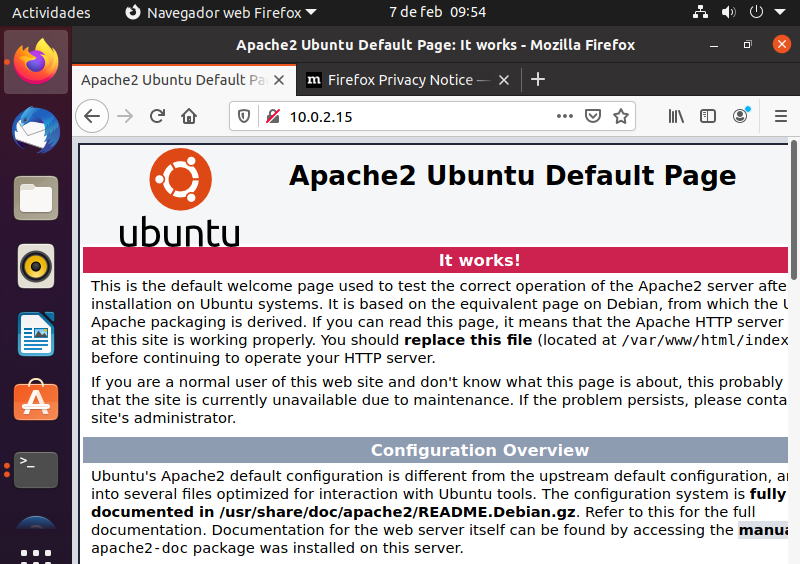 Actividades Navegador web Firefox 7 de feb 09:54
Apache2 Ubuntu Default Page: It works - Mozilla Firefox
Apache2 Ubuntu Default Pa Firefox Privacy Notice —
10.0.2.15
ubuntu
Apache2 Ubuntu Default Page
It works!
This is the default welcome page used to test the correct operation of the Apache2 server afte
installation on Ubuntu systems. It is based on the equivalent page on Debian, from which the U
Apache packaging is derived. If you can read this page, it means that the Apache HTTP server
at this site is working properly. You should replace this file (located at /var/www/html/index
before continuing to operate your HTTP server.
If you are a normal user of this web site and don't know what this page is about, this probably
that the site is currently unavailable due to maintenance. If the problem persists, please conta
site's administrator.
Configuration Overview
Ubuntu's Apache2 default configuration is different from the upstream default configuration, an
into several files optimized for interaction with Ubuntu tools. The configuration system is fully
documented in /usr/share/doc/apache2/README.Debian.gz. Refer to this for the full
documentation. Documentation for the web server itself can be found by accessing the manua
apache2-doc package was installed on this server.